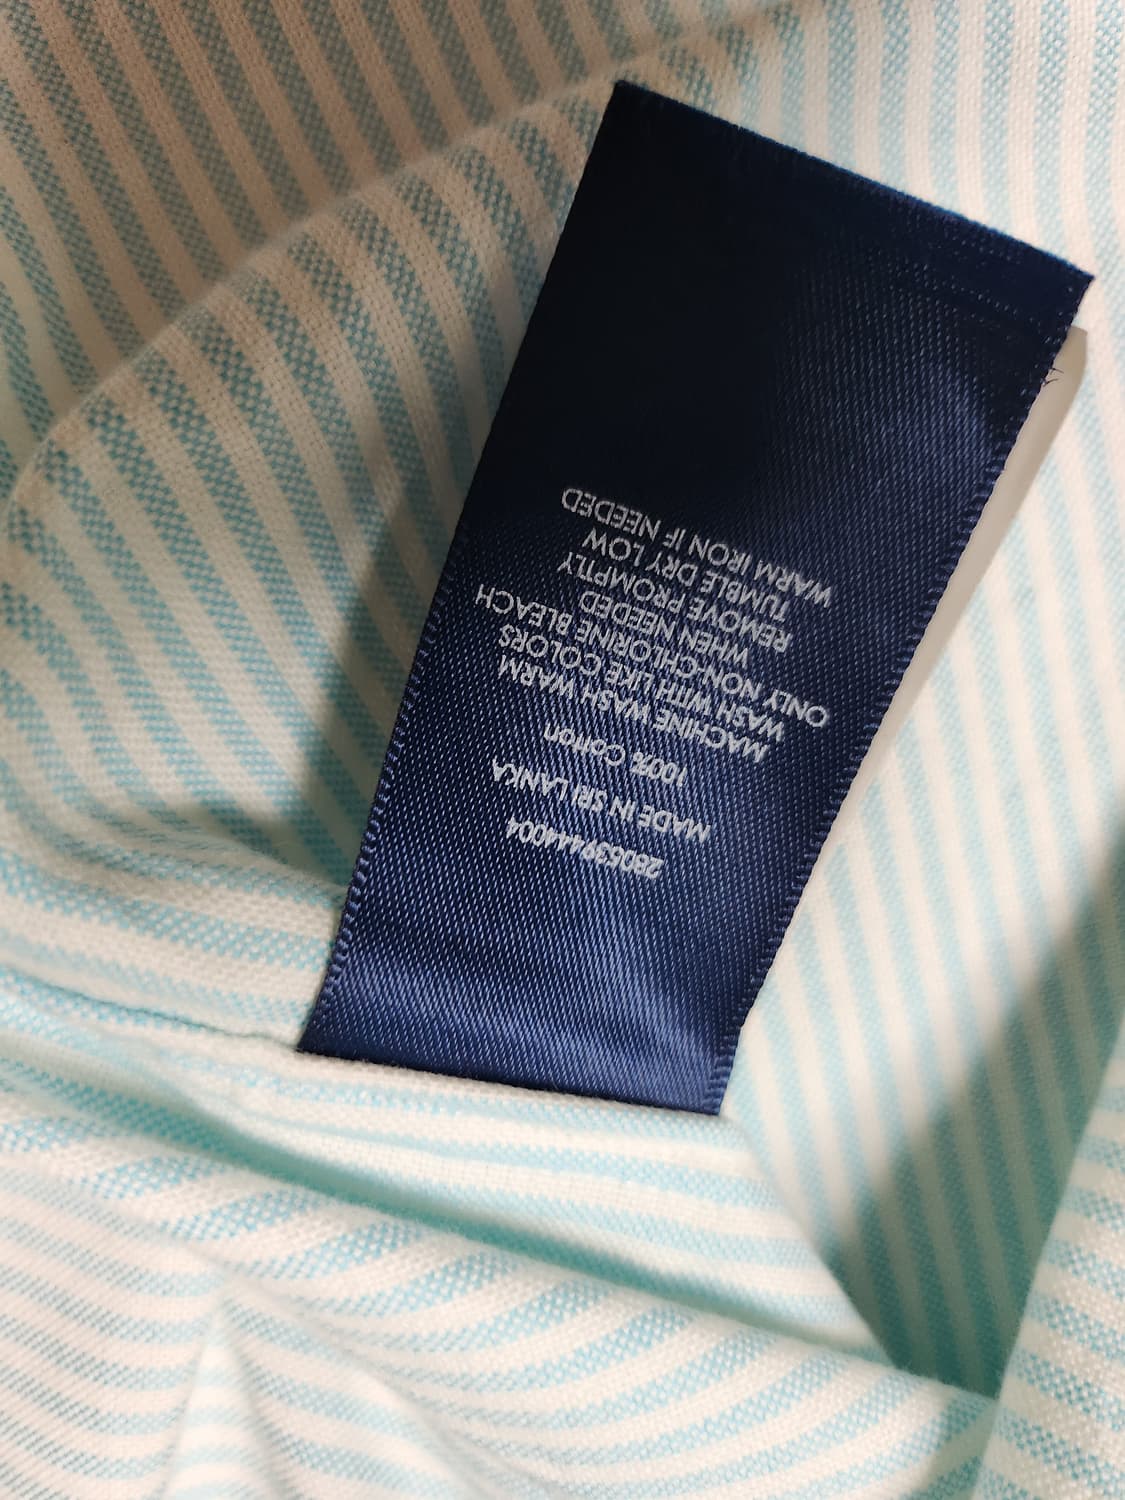 280539444004
MADE IN SRI LANKA
100% Cotton
MACHINE WASH WARM
WASH WITH LIKE COLORS
ONLY NON-CHLORINE BLEACH
WHEN NEEDED
REMOVE PROMPTLY
TUMBLE DRY LOW
WARM IRON IF NEEDED